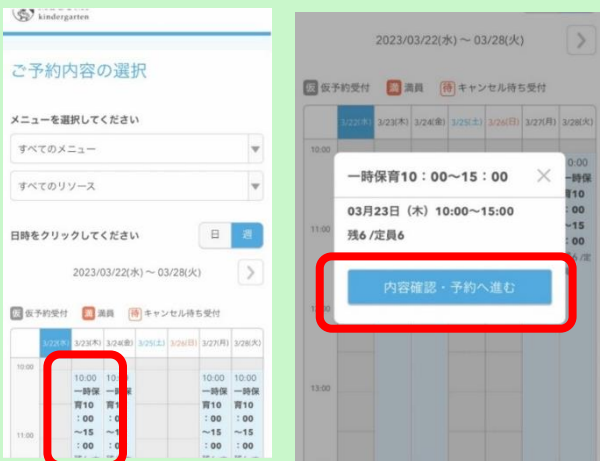 kindergarten
ご予約内容の選択
メニューを選択してください
すべてのメニュー
すべてのリソース
日時をクリックしてください
日 週
2023/03/22(水) ～ 03/28(火)
仮 仮予約受付 満 満員 待 キャンセル待ち受付
3/22(水) 3/23(木) 3/24(金) 3/25(土) 3/26(日) 3/27(月) 3/28(火)
10:00
10:00 10:00 10:00
一時保 一時保 一時保 一時保
育10 育10 育10
：00 ：00 ：00
～15 ～15 ～15
11:00
：00 ：00 ：00
2023/03/22(水) ～ 03/28(火)
仮 仮予約受付 満 満員 待 キャンセル待ち受付
3/22(水) 3/23(木) 3/24(金) 3/25(土) 3/26(日) 3/27(月) 3/28(火)
10:00
一時保育10：00～15：00
03月23日（木）10:00～15:00
残6 /定員6
11:00
内容確認・予約へ進む
13:00